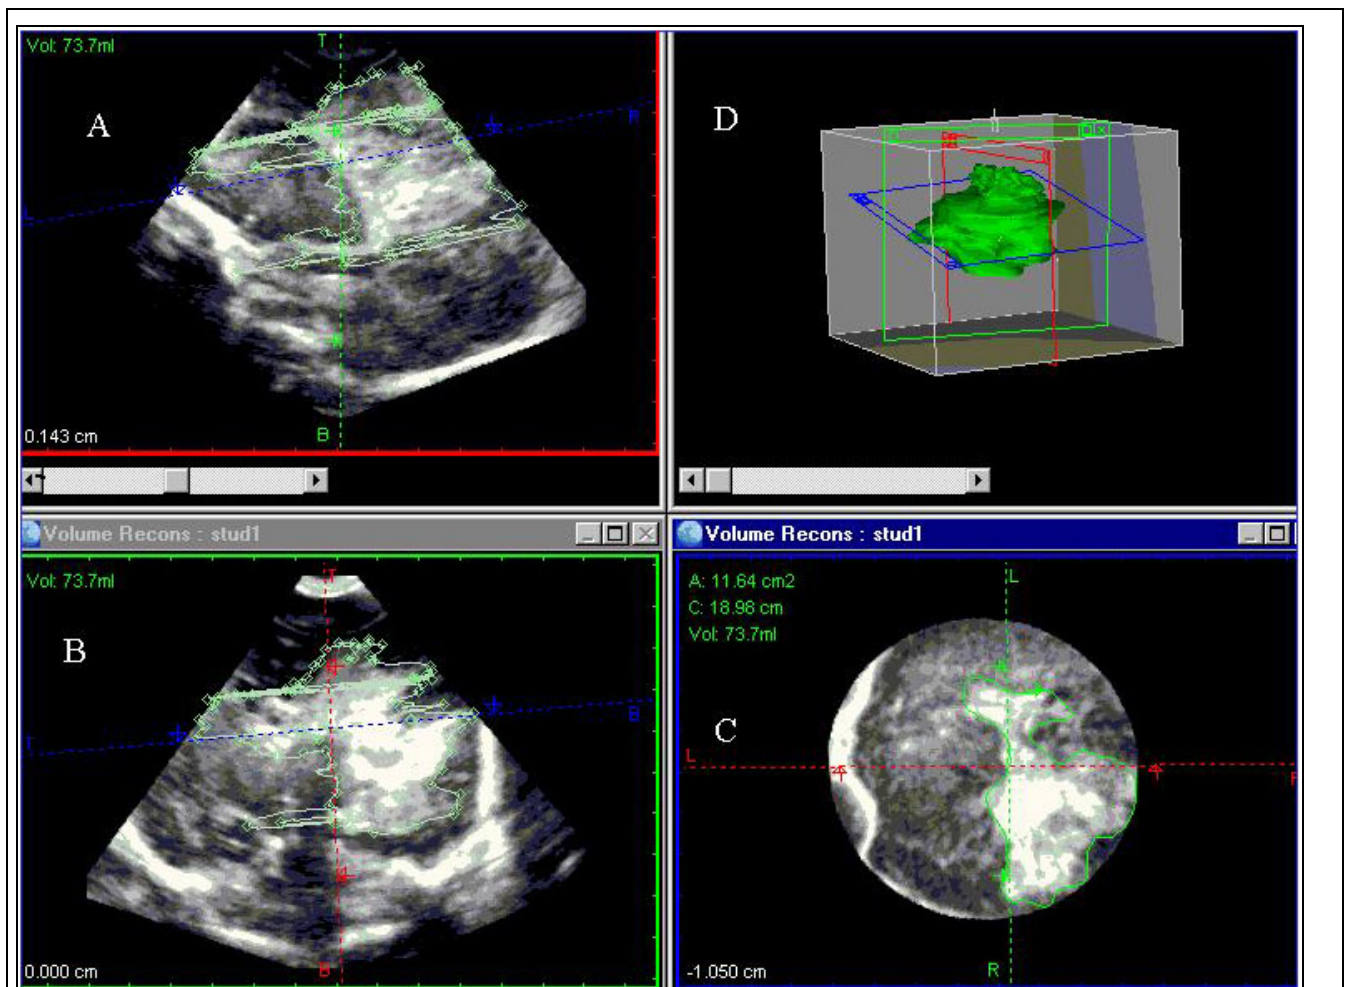 Vol: 73.7ml
T
A
R
L
0.143 cm
B
D
Volume Recons : stud1
Volume Recons : stud1
Vol: 73.7ml
T
B
R
T
0.000 cm
B
A: 11.64 cm2
C: 18.98 cm
Vol: 73.7ml
L
C
L
-1.050 cm
R